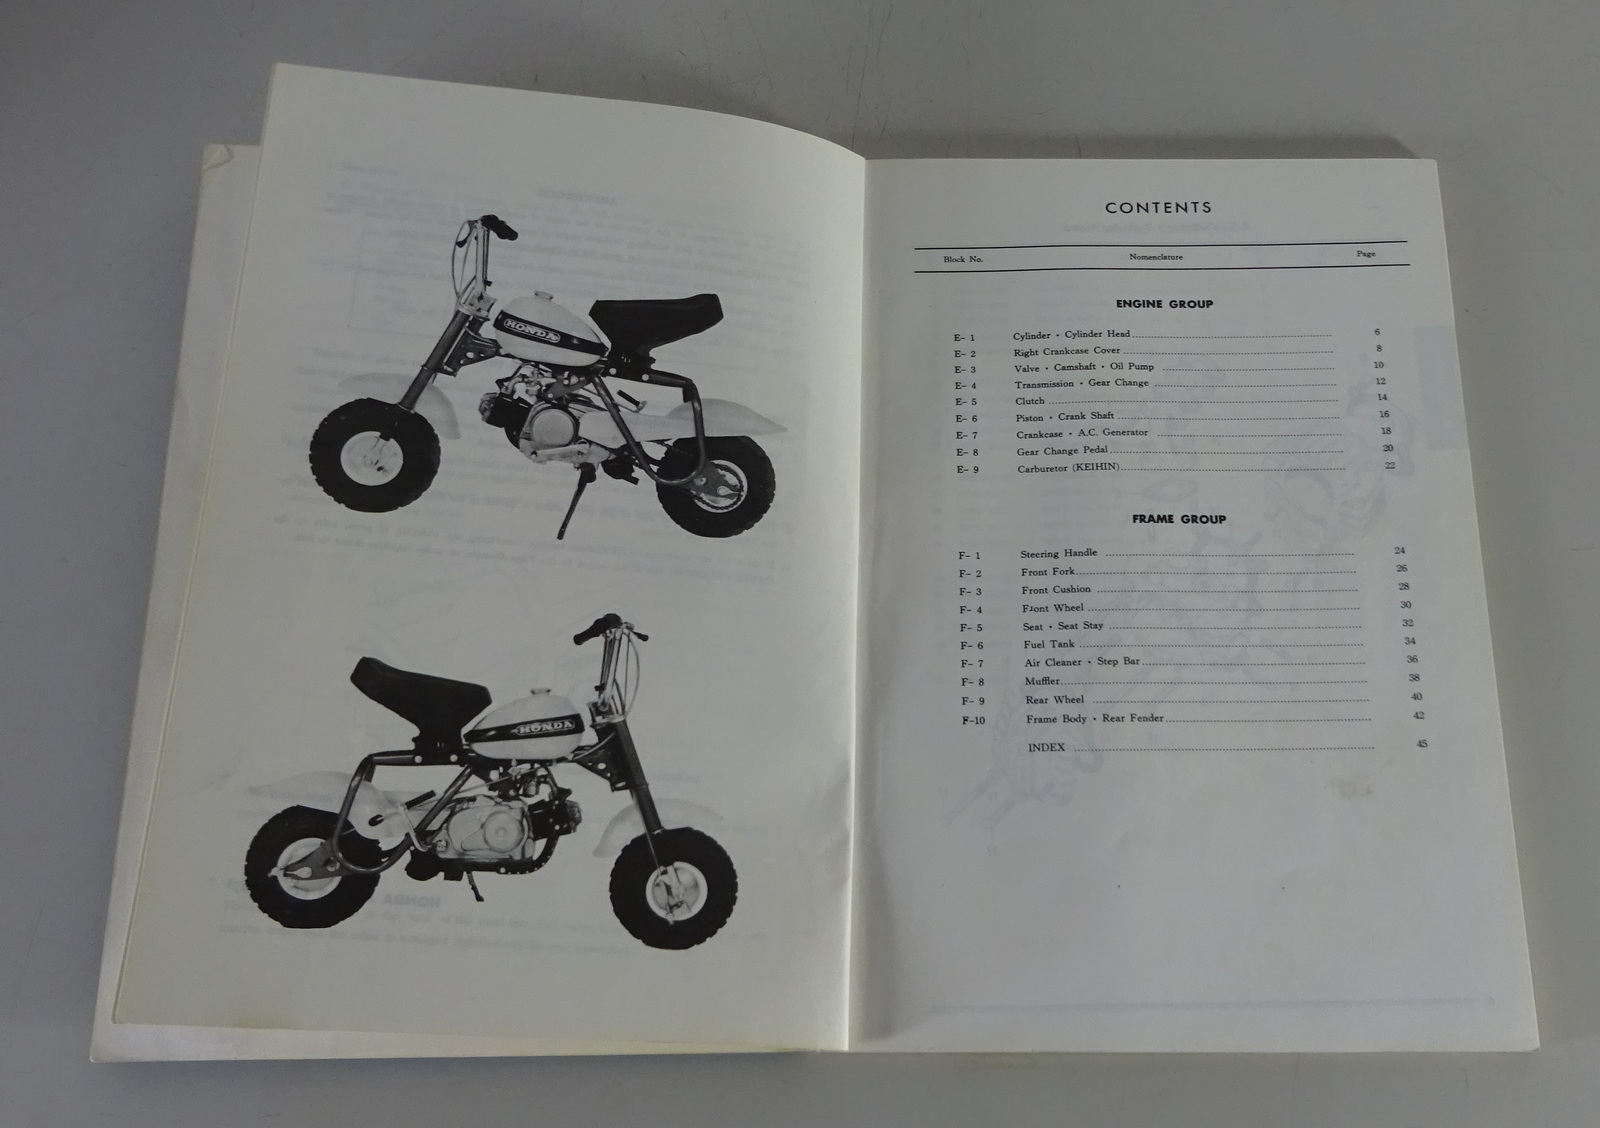 HONDA
HONDA
CONTENTS
Block No. Nomenclature Page
ENGINE GROUP
E- 1 Cylinder · Cylinder Head 6
E- 2 Right Crankcase Cover 8
E- 3 Valve · Camshaft · Oil Pump 10
E- 4 Transmission · Gear Change 12
E- 5 Clutch 14
E- 6 Piston · Crank Shaft 16
E- 7 Crankcase · A.C. Generator 18
E- 8 Gear Change Pedal 20
E- 9 Carburetor (KEIHIN) 22
FRAME GROUP
F- 1 Steering Handle 24
F- 2 Front Fork 26
F- 3 Front Cushion 28
F- 4 Front Wheel 30
F- 5 Seat · Seat Stay 32
F- 6 Fuel Tank 34
F- 7 Air Cleaner · Step Bar 36
F- 8 Muffler 38
F- 9 Rear Wheel 40
F-10 Frame Body · Rear Fender 42
INDEX 45